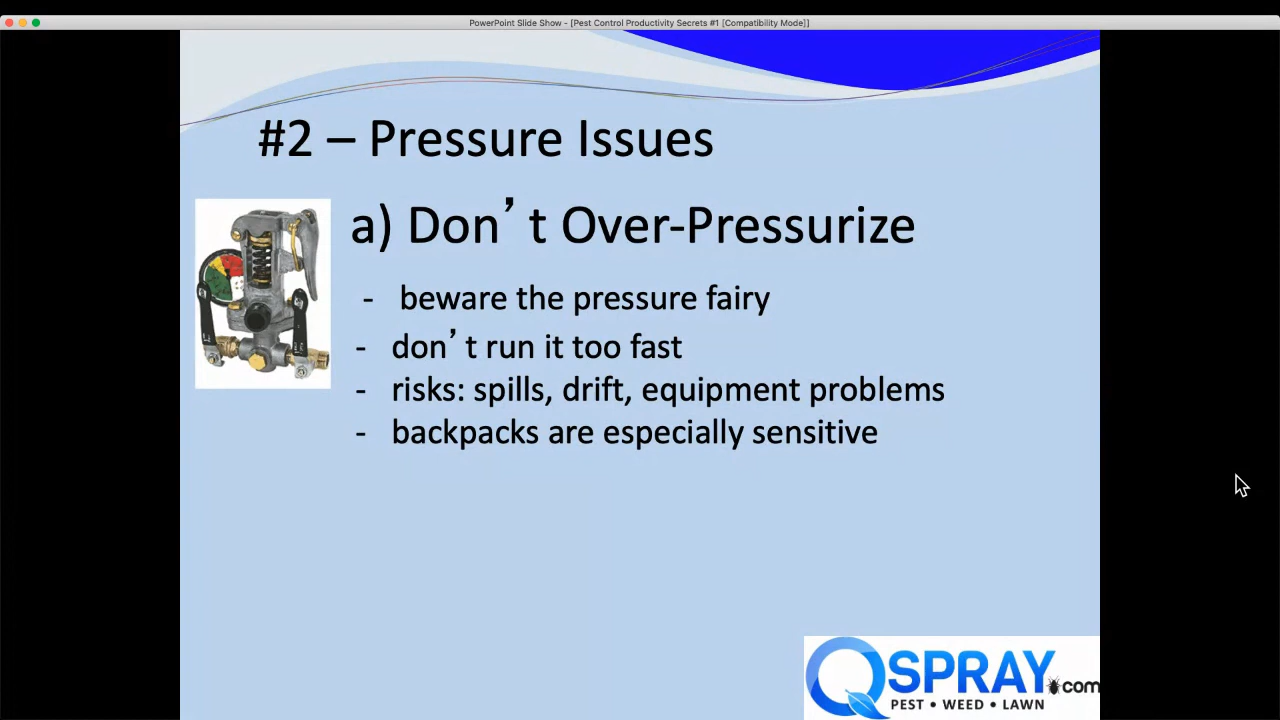 PowerPoint Slide Show - [Pest Control Productivity Secrets #1 [Compatibility Mode]]
#2 – Pressure Issues
a) Don’t Over-Pressurize
- beware the pressure fairy
- don’t run it too fast
- risks: spills, drift, equipment problems
- backpacks are especially sensitive
QSPRAY.com
PEST • WEED • LAWN